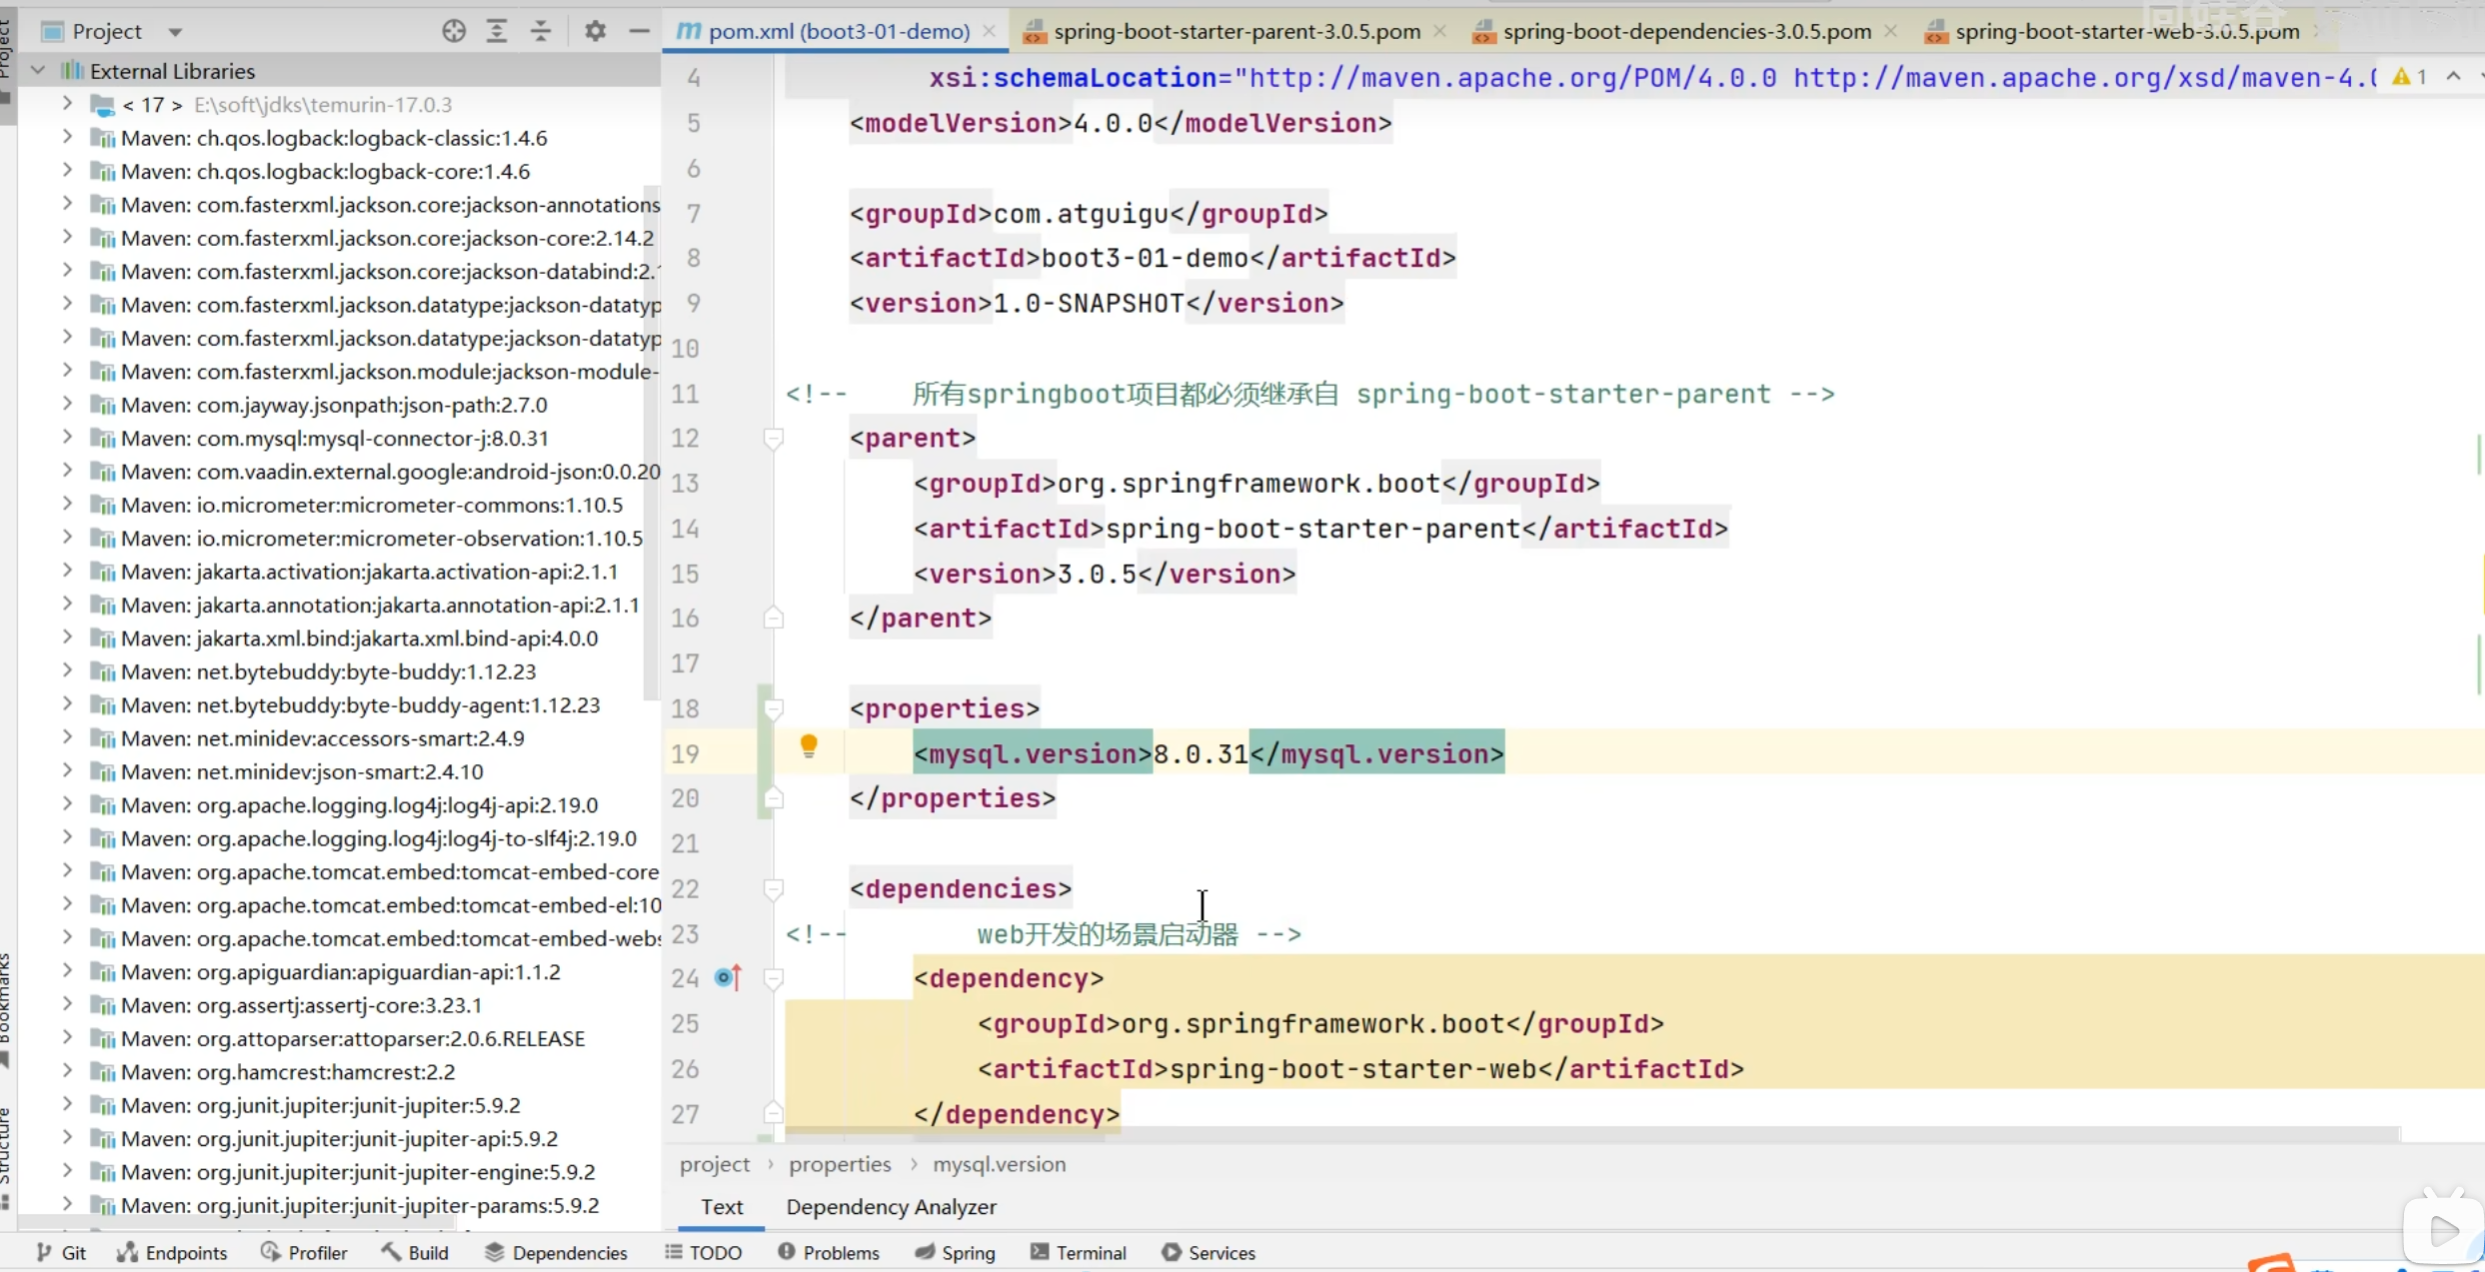 Project
pom.xml (boot3-01-demo)
spring-boot-starter-parent-3.0.5.pom
spring-boot-dependencies-3.0.5.pom
spring-boot-starter-web-3.0.5.pom
Project
External Libraries
< 17 > E:\soft\jdks\temurin-17.0.3
Maven: ch.qos.logback:logback-classic:1.4.6
Maven: ch.qos.logback:logback-core:1.4.6
Maven: com.fasterxml.jackson.core:jackson-annotations
Maven: com.fasterxml.jackson.core:jackson-core:2.14.2
Maven: com.fasterxml.jackson.core:jackson-databind:2.
Maven: com.fasterxml.jackson.datatype:jackson-datatyp
Maven: com.fasterxml.jackson.datatype:jackson-datatyp
Maven: com.fasterxml.jackson.module:jackson-module-
Maven: com.jayway.jsonpath:json-path:2.7.0
Maven: com.mysql:mysql-connector-j:8.0.31
Maven: com.vaadin.external.google:android-json:0.0.20
Maven: io.micrometer:micrometer-commons:1.10.5
Maven: io.micrometer:micrometer-observation:1.10.5
Maven: jakarta.activation:jakarta.activation-api:2.1.1
Maven: jakarta.annotation:jakarta.annotation-api:2.1.1
Maven: jakarta.xml.bind:jakarta.xml.bind-api:4.0.0
Maven: net.bytebuddy:byte-buddy:1.12.23
Maven: net.bytebuddy:byte-buddy-agent:1.12.23
Maven: net.minidev:accessors-smart:2.4.9
Maven: net.minidev:json-smart:2.4.10
Maven: org.apache.logging.log4j:log4j-api:2.19.0
Maven: org.apache.logging.log4j:log4j-to-slf4j:2.19.0
Maven: org.apache.tomcat.embed:tomcat-embed-core
Maven: org.apache.tomcat.embed:tomcat-embed-el:10
Maven: org.apache.tomcat.embed:tomcat-embed-webs
Maven: org.apiguardian:apiguardian-api:1.1.2
Maven: org.assertj:assertj-core:3.23.1
Maven: org.attoparser:attoparser:2.0.6.RELEASE
Maven: org.hamcrest:hamcrest:2.2
Maven: org.junit.jupiter:junit-jupiter:5.9.2
Maven: org.junit.jupiter:junit-jupiter-api:5.9.2
Maven: org.junit.jupiter:junit-jupiter-engine:5.9.2
Maven: org.junit.jupiter:junit-jupiter-params:5.9.2
Bookmarks
Structure
4 xsi:schemaLocation="http://maven.apache.org/POM/4.0.0 http://maven.apache.org/xsd/maven-4.0 1
5 <modelVersion>4.0.0</modelVersion>
6
7 <groupId>com.atguigu</groupId>
8 <artifactId>boot3-01-demo</artifactId>
9 <version>1.0-SNAPSHOT</version>
10
11 <!-- 所有springboot项目都必须继承自 spring-boot-starter-parent -->
12 <parent>
13 <groupId>org.springframework.boot</groupId>
14 <artifactId>spring-boot-starter-parent</artifactId>
15 <version>3.0.5</version>
16 </parent>
17
18 <properties>
19 <mysql.version>8.0.31</mysql.version>
20 </properties>
21
22 <dependencies>
23 <!-- web开发的场景启动器 -->
24 <dependency>
25 <groupId>org.springframework.boot</groupId>
26 <artifactId>spring-boot-starter-web</artifactId>
27 </dependency>
project › properties › mysql.version
Text Dependency Analyzer
Git Endpoints Profiler Build Dependencies TODO Problems Spring Terminal Services